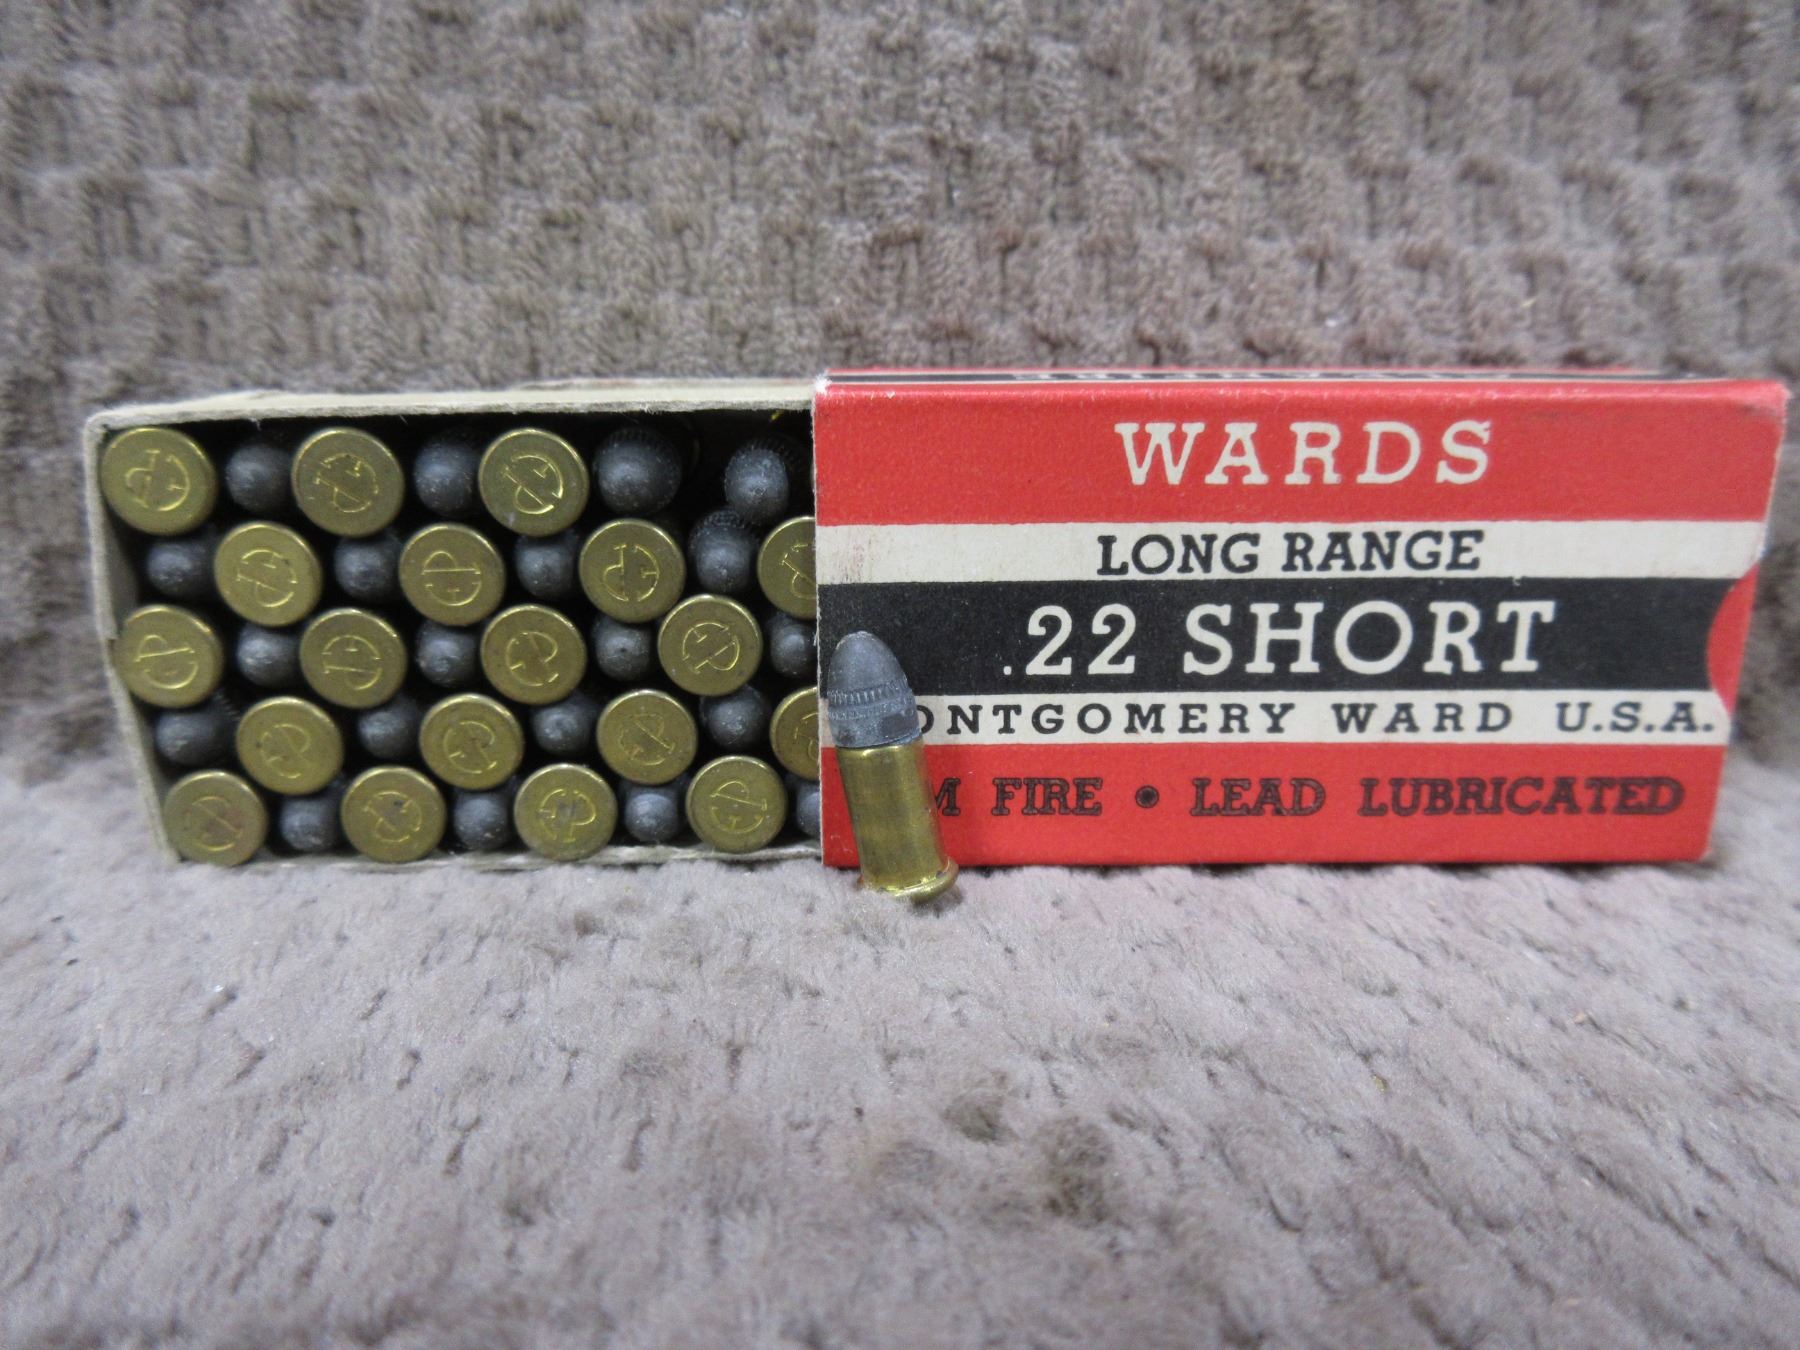 WARDS
LONG RANGE
.22 SHORT
ONTGOMERY WARD U.S.A.
M FIRE • LEAD LUBRICATED